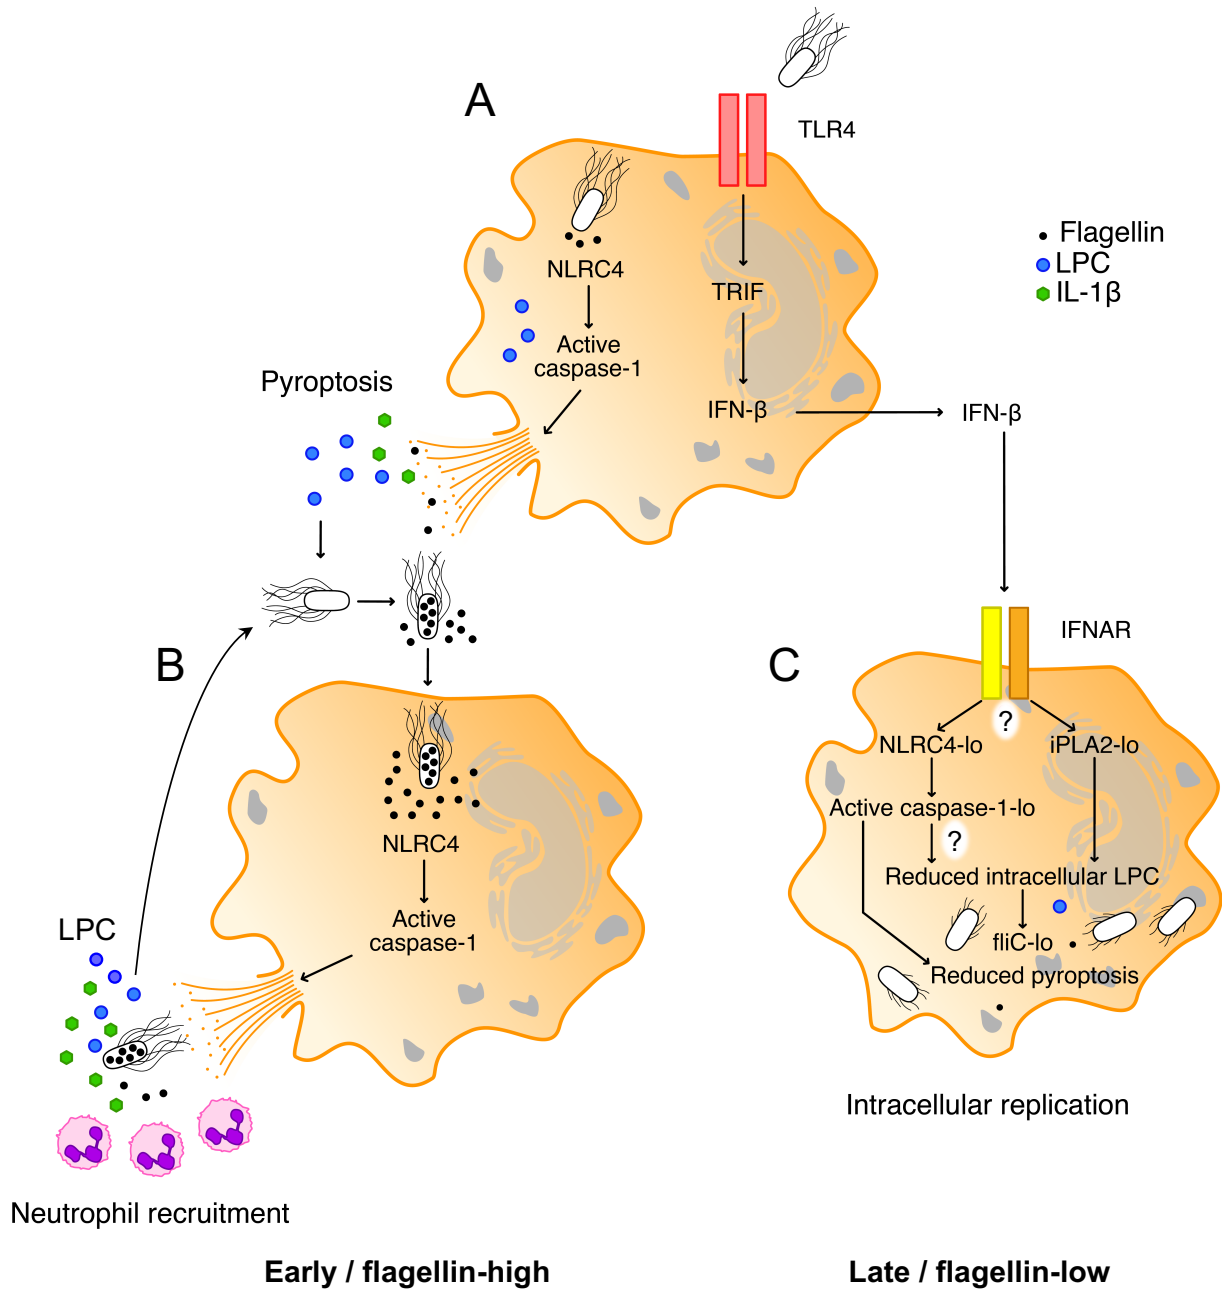 A
TLR4
Flagellin
LPC
IL-1β
NLRC4
TRIF
Active
caspase-1
IFN-β
IFN-β
Pyroptosis
B
NLRC4
Active
caspase-1
LPC
Neutrophil recruitment
C
IFNAR
?
NLRC4-lo
iPLA2-lo
Active caspase-1-lo
?
Reduced intracellular LPC
fliC-lo
Reduced pyroptosis
Intracellular replication
Early / flagellin-high
Late / flagellin-low